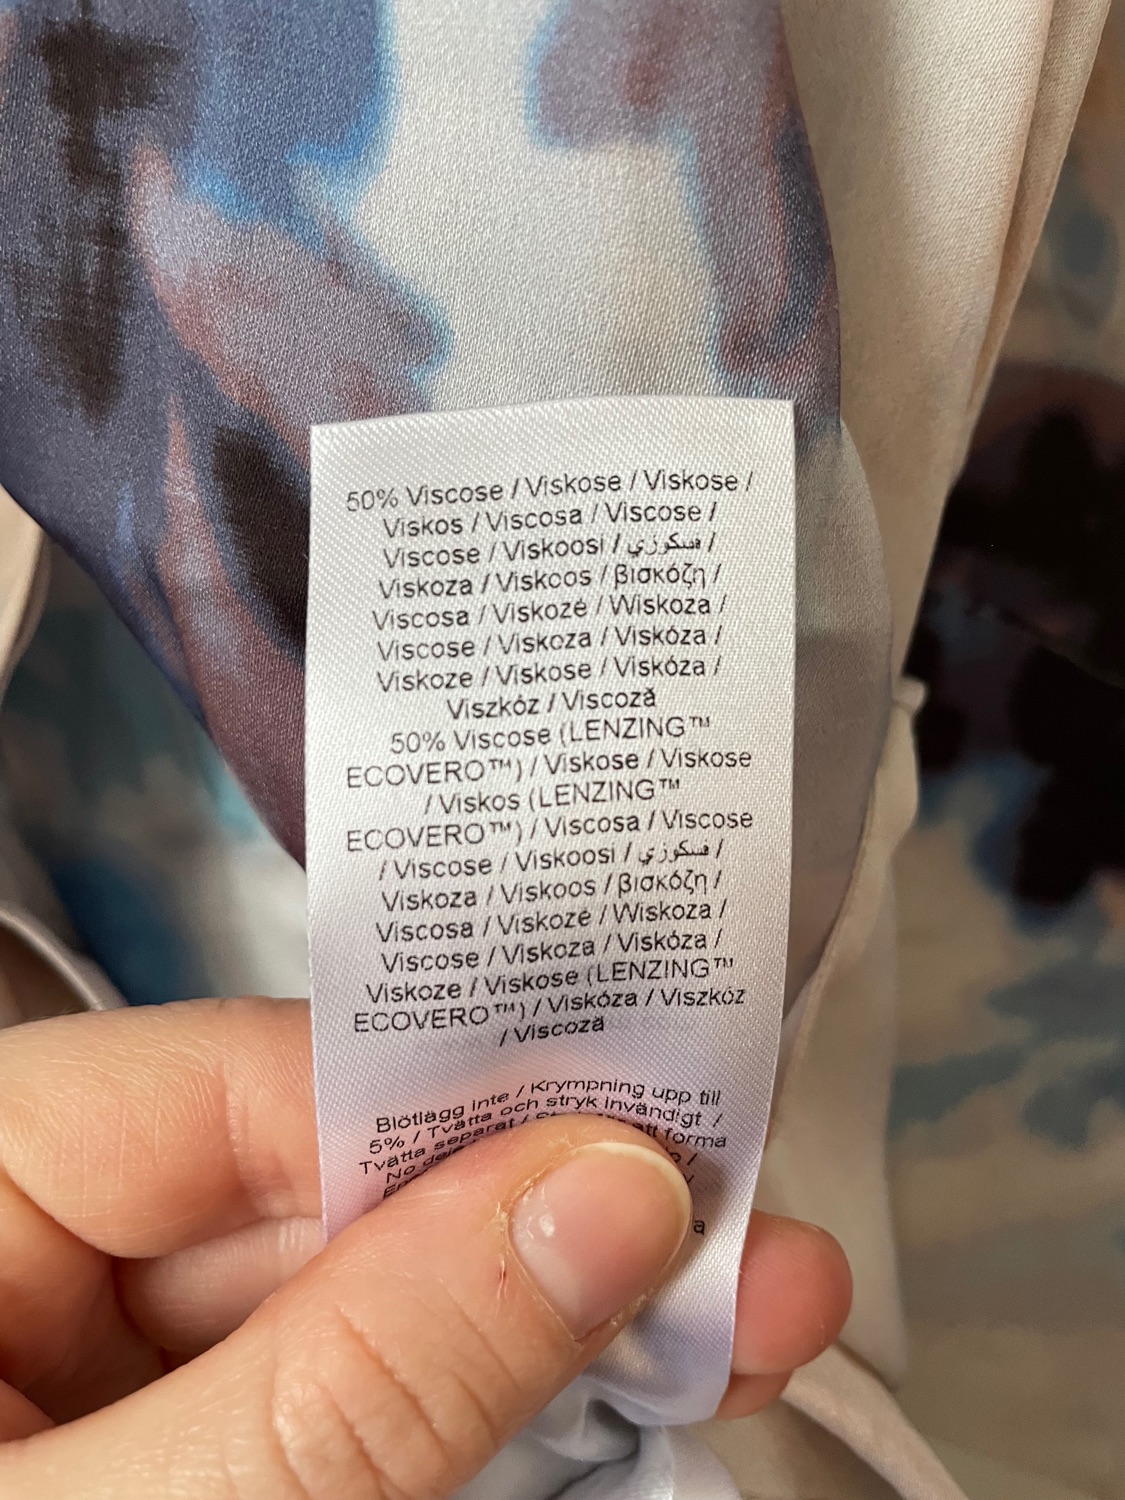 50% Viscose / Viskose / Viskose /
Viskos / Viscosa / Viscose /
Viscose / Viskoosi / فسكوزي /
Viskoza / Viskoos / βισκόζη /
Viscosa / Viskozė / Wiskoza /
Viscose / Viskoza / Viskóza /
Viskoze / Viskose / Viskóza /
Viszkóz / Viscoză
50% Viscose (LENZING™
ECOVERO™) / Viskose / Viskose
/ Viskos (LENZING™
ECOVERO™) / Viscosa / Viscose
/ Viscose / Viskoosi / فسكوزي /
Viskoza / Viskoos / βισκόζη /
Viscosa / Viskozė / Wiskoza /
Viscose / Viskoza / Viskóza /
Viskoze / Viskose (LENZING™
ECOVERO™) / Viskóza / Viszkóz
/ Viscoză
Blötlägg inte / Krympning upp till
5% / Tvätta och stryk invändigt /
Tvätta separat / att forma
No